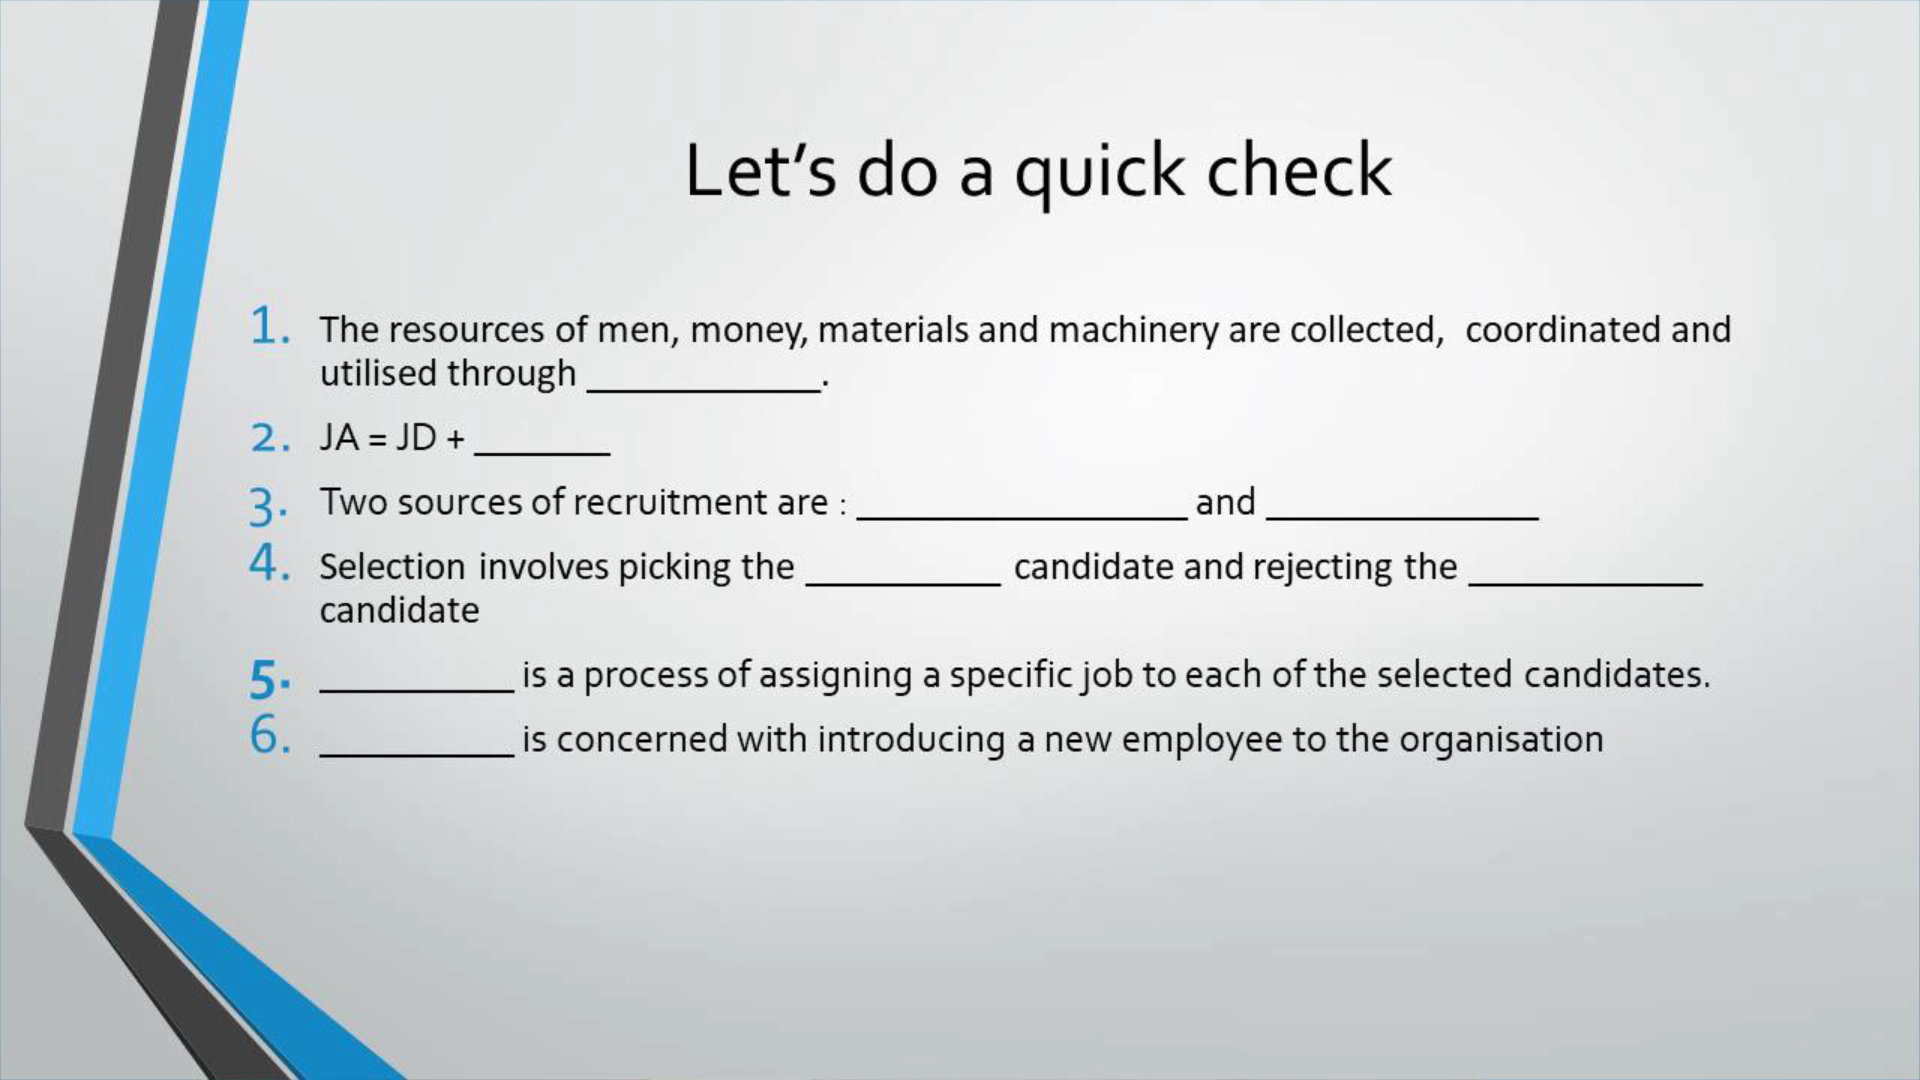 Let’s do a quick check
1. The resources of men, money, materials and machinery are collected, coordinated and
utilised through ____________.
2. JA = JD + _______
3. Two sources of recruitment are : _________________ and ______________
4. Selection involves picking the __________ candidate and rejecting the ____________
candidate
5. __________ is a process of assigning a specific job to each of the selected candidates.
6. __________ is concerned with introducing a new employee to the organisation